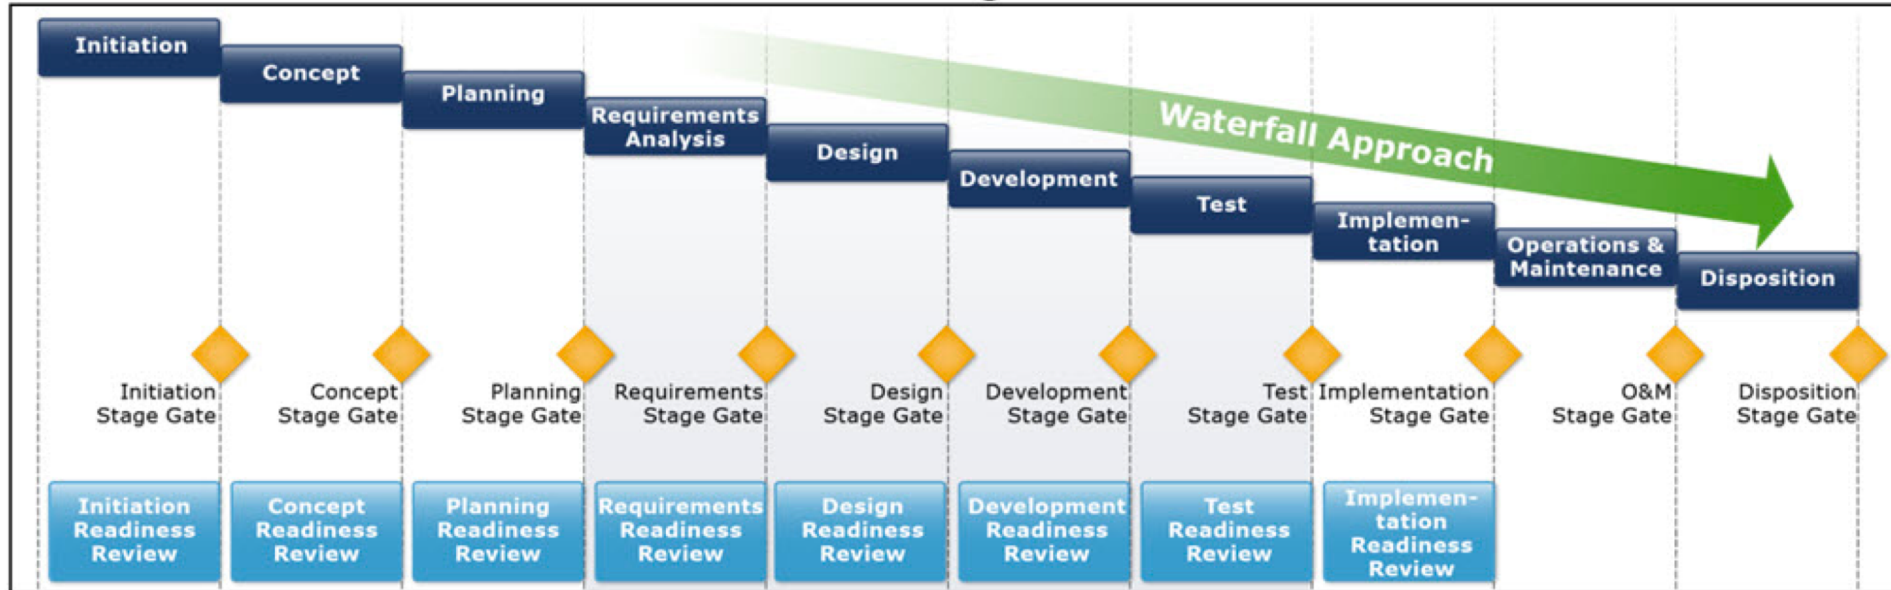 Initiation
Concept
Planning
Requirements
Analysis
Design
Development
Test
Implemen-
tation
Operations &
Maintenance
Disposition
Waterfall Approach
Initiation
Stage Gate
Concept
Stage Gate
Planning
Stage Gate
Requirements
Stage Gate
Design
Stage Gate
Development
Stage Gate
Test
Stage Gate
Implementation
Stage Gate
O&M
Stage Gate
Disposition
Stage Gate
Initiation
Readiness
Review
Concept
Readiness
Review
Planning
Readiness
Review
Requirements
Readiness
Review
Design
Readiness
Review
Development
Readiness
Review
Test
Readiness
Review
Implemen-
tation
Readiness
Review